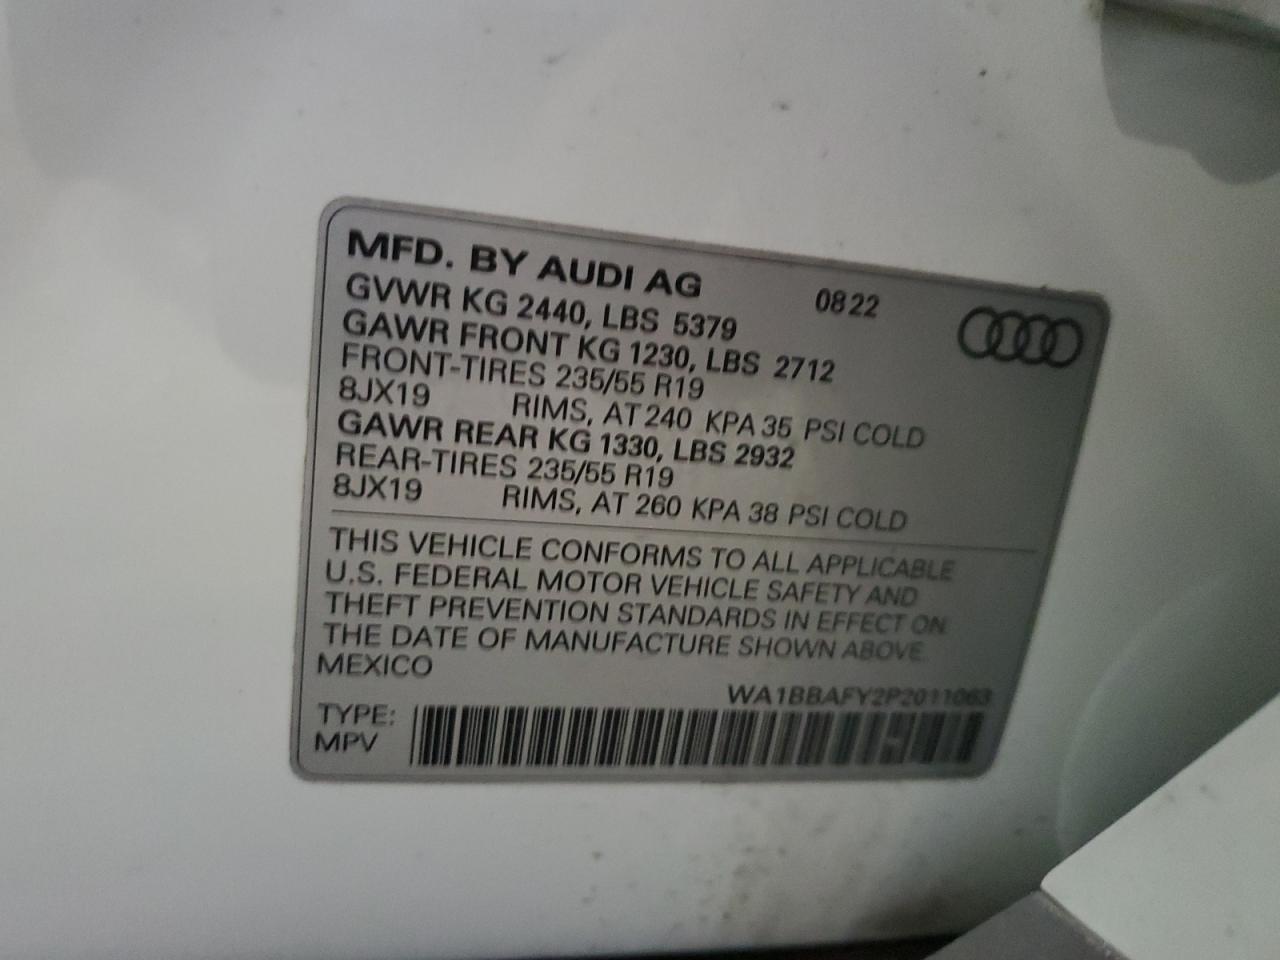 MFD. BY AUDI AG 0822
GVWR KG 2440, LBS 5379
GAWR FRONT KG 1230, LBS 2712
FRONT-TIRES 235/55 R19
8JX19 RIMS, AT 240 KPA 35 PSI COLD
GAWR REAR KG 1330, LBS 2932
REAR-TIRES 235/55 R19
8JX19 RIMS, AT 260 KPA 38 PSI COLD
THIS VEHICLE CONFORMS TO ALL APPLICABLE
U.S. FEDERAL MOTOR VEHICLE SAFETY AND
THEFT PREVENTION STANDARDS IN EFFECT ON
THE DATE OF MANUFACTURE SHOWN ABOVE.
MEXICO
WA1BBAFY2P2011063
TYPE:
MPV